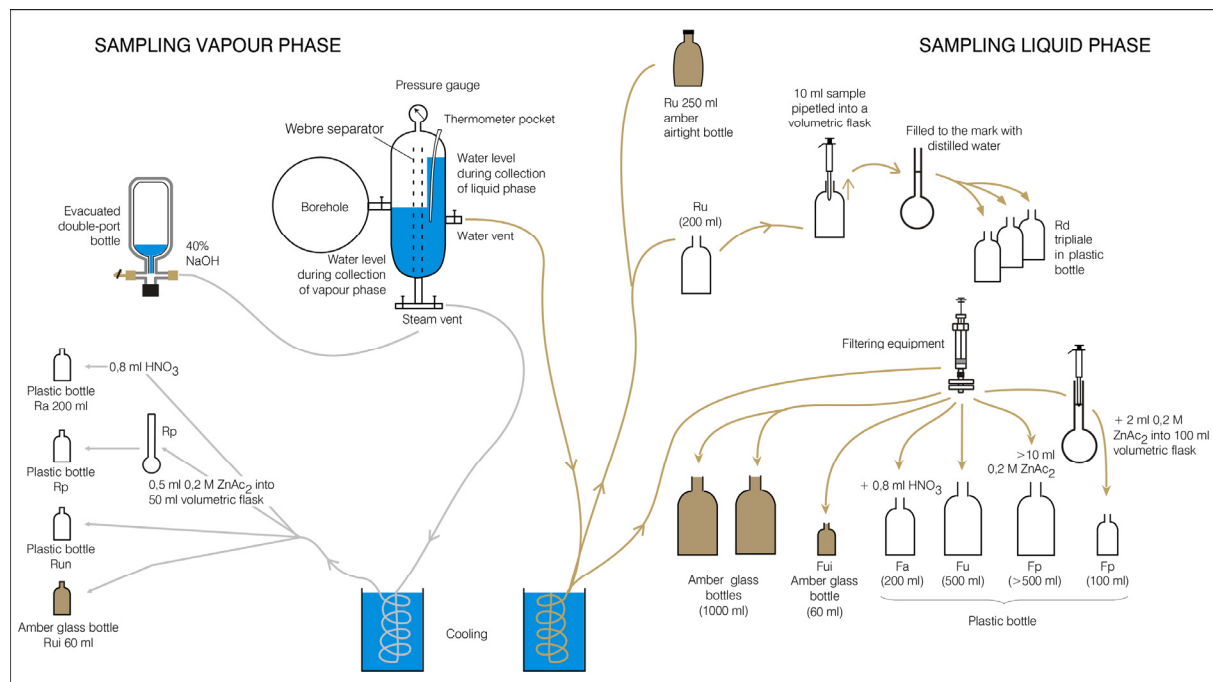 SAMPLING VAPOUR PHASE
SAMPLING LIQUID PHASE
Pressure gauge
Thermometer pocket
Webre separator
Water level
during collection
of liquid phase
Borehole
Water vent
Water level
during collection
of vapour phase
Steam vent
Evacuated
double-port
bottle
40%
NaOH
0,8 ml HNO3
Plastic bottle
Ra 200 ml
Rp
Plastic bottle
Rp
0,5 ml 0,2 M ZnAc2 into
50 ml volumetric flask
Plastic bottle
Run
Amber glass bottle
Rui 60 ml
Cooling
Ru 250 ml
amber
airtight bottle
10 ml sample
pipetled into a
volumetric flask
Filled to the mark with
distilled water
Ru
(200 ml)
Rd
tripliale
in plastic
bottle
Filtering equipment
+ 2 ml 0,2 M
ZnAc2 into 100 ml
volumetric flask
>10 ml
0,2 M ZnAc2
+ 0,8 ml HNO3
Amber glass
bottles
(1000 ml)
Fui
Amber glass
bottle
(60 ml)
Fa
(200 ml)
Fu
(500 ml)
Fp
(>500 ml)
Fp
(100 ml)
Plastic bottle